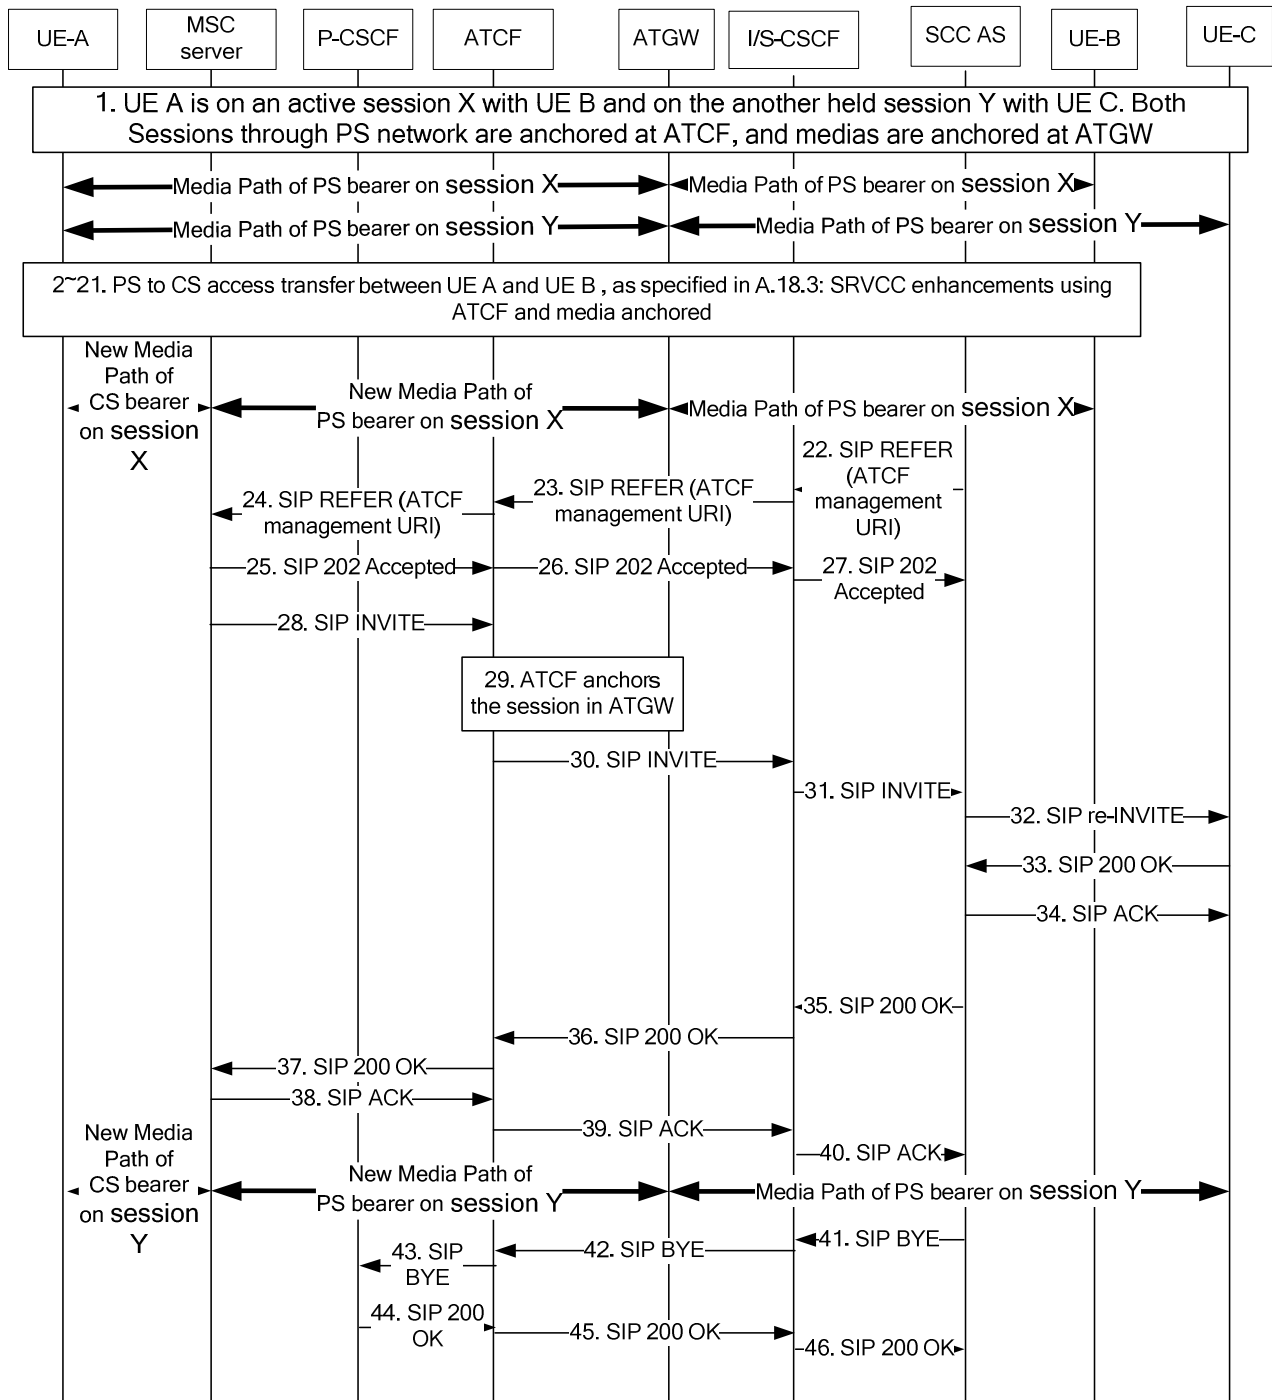 UE-A
MSC
server
P-CSCF
ATCF
ATGW
I/S-CSCF
SCC AS
UE-B
UE-C
1. UE A is on an active session X with UE B and on the another held session Y with UE C. Both
Sessions through PS network are anchored at ATCF, and medias are anchored at ATGW
Media Path of PS bearer on session X
Media Path of PS bearer on session X
Media Path of PS bearer on session Y
Media Path of PS bearer on session Y
2~21. PS to CS access transfer between UE A and UE B , as specified in A.18.3: SRVCC enhancements using
ATCF and media anchored
New Media
Path of
CS bearer
on session
X
New Media Path of
PS bearer on session X
Media Path of PS bearer on session X
22. SIP REFER
(ATCF
management
URI)
23. SIP REFER (ATCF
management URI)
24. SIP REFER (ATCF
management URI)
25. SIP 202 Accepted
26. SIP 202 Accepted
27. SIP 202
Accepted
28. SIP INVITE
29. ATCF anchors
the session in ATGW
30. SIP INVITE
31. SIP INVITE
32. SIP re-INVITE
33. SIP 200 OK
34. SIP ACK
35. SIP 200 OK
36. SIP 200 OK
37. SIP 200 OK
38. SIP ACK
39. SIP ACK
40. SIP ACK
New Media
Path of
CS bearer
on session
Y
New Media Path of
PS bearer on session Y
Media Path of PS bearer on session Y
41. SIP BYE
42. SIP BYE
43. SIP
BYE
44. SIP 200
OK
45. SIP 200 OK
46. SIP 200 OK